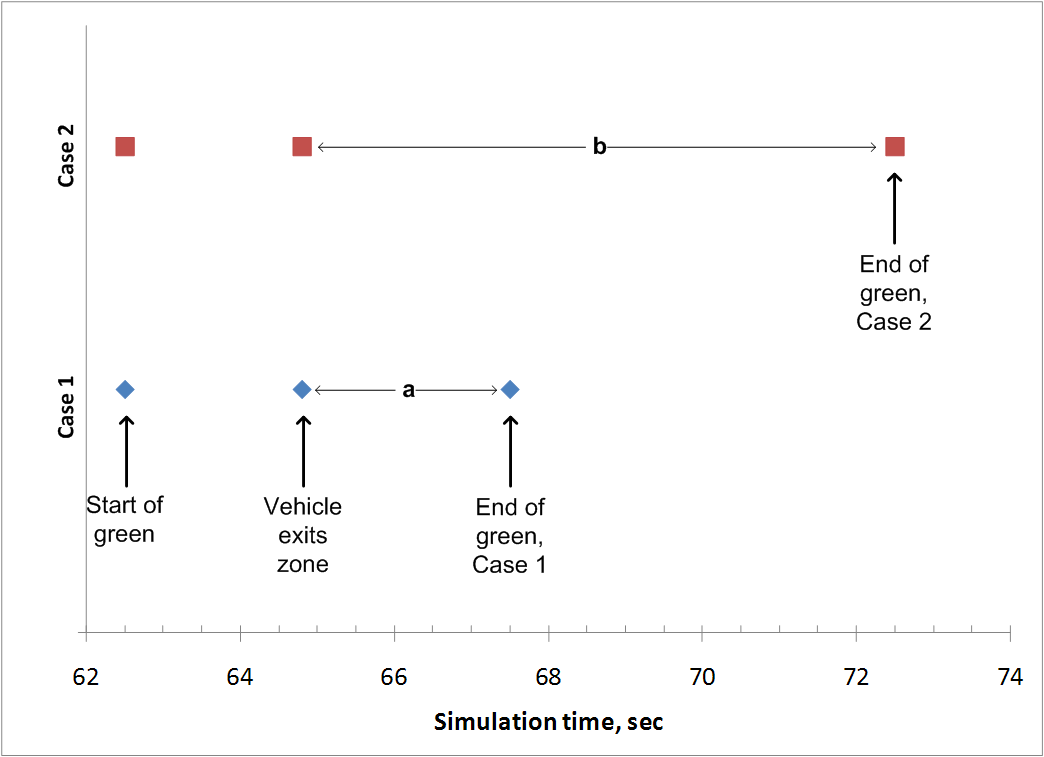 Case 2
b
End of
green,
Case 2
Case 1
a
Start of
green
Vehicle
exits
zone
End of
green,
Case 1
62 64 66 68 70 72 74
Simulation time, sec